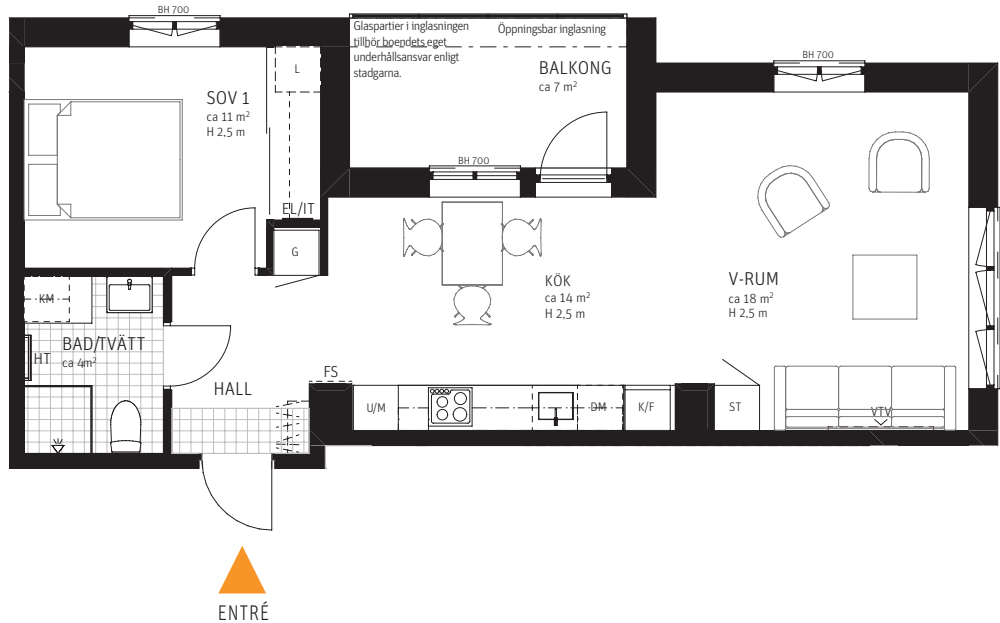 BH 700
Glaspartier i inglasningen
tillhör boendets eget
underhållsansvar enligt
stadgarna.
Öppningsbar inglasning
BALKONG
ca 7 m²
BH 700
L
SOV 1
ca 11 m²
H 2,5 m
BH 700
EL/IT
G
KÖK
ca 14 m²
H 2,5 m
V-RUM
ca 18 m²
H 2,5 m
KM
BAD/TVÄTT
ca 4m²
HT
HALL
FS
U/M
DM
K/F
ST
VTV
ENTRÉ